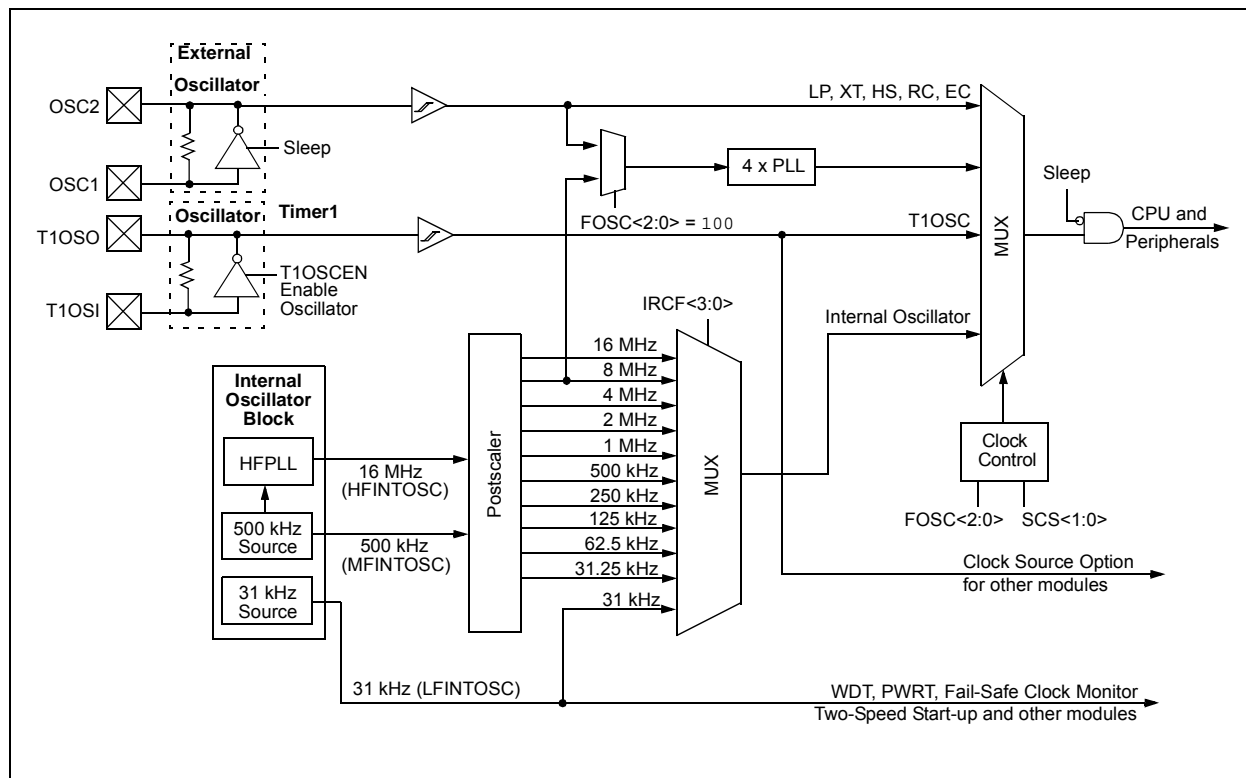 External
Oscillator
OSC2
Sleep
OSC1
LP, XT, HS, RC, EC
4 x PLL
FOSC<2:0> = 100
Oscillator
Timer1
T1OSO
T1OSCEN
Enable
Oscillator
T1OSI
T1OSC
MUX
Sleep
CPU and
Peripherals
IRCF<3:0>
Internal Oscillator
Internal
Oscillator
Block
HFPLL
500 kHz
Source
31 kHz
Source
16 MHz
(HFINTOSC)
500 kHz
(MFINTOSC)
Postscaler
16 MHz
8 MHz
4 MHz
2 MHz
1 MHz
500 kHz
250 kHz
125 kHz
62.5 kHz
31.25 kHz
31 kHz
MUX
Clock
Control
FOSC<2:0>
SCS<1:0>
Clock Source Option
for other modules
31 kHz (LFINTOSC)
WDT, PWRT, Fail-Safe Clock Monitor
Two-Speed Start-up and other modules